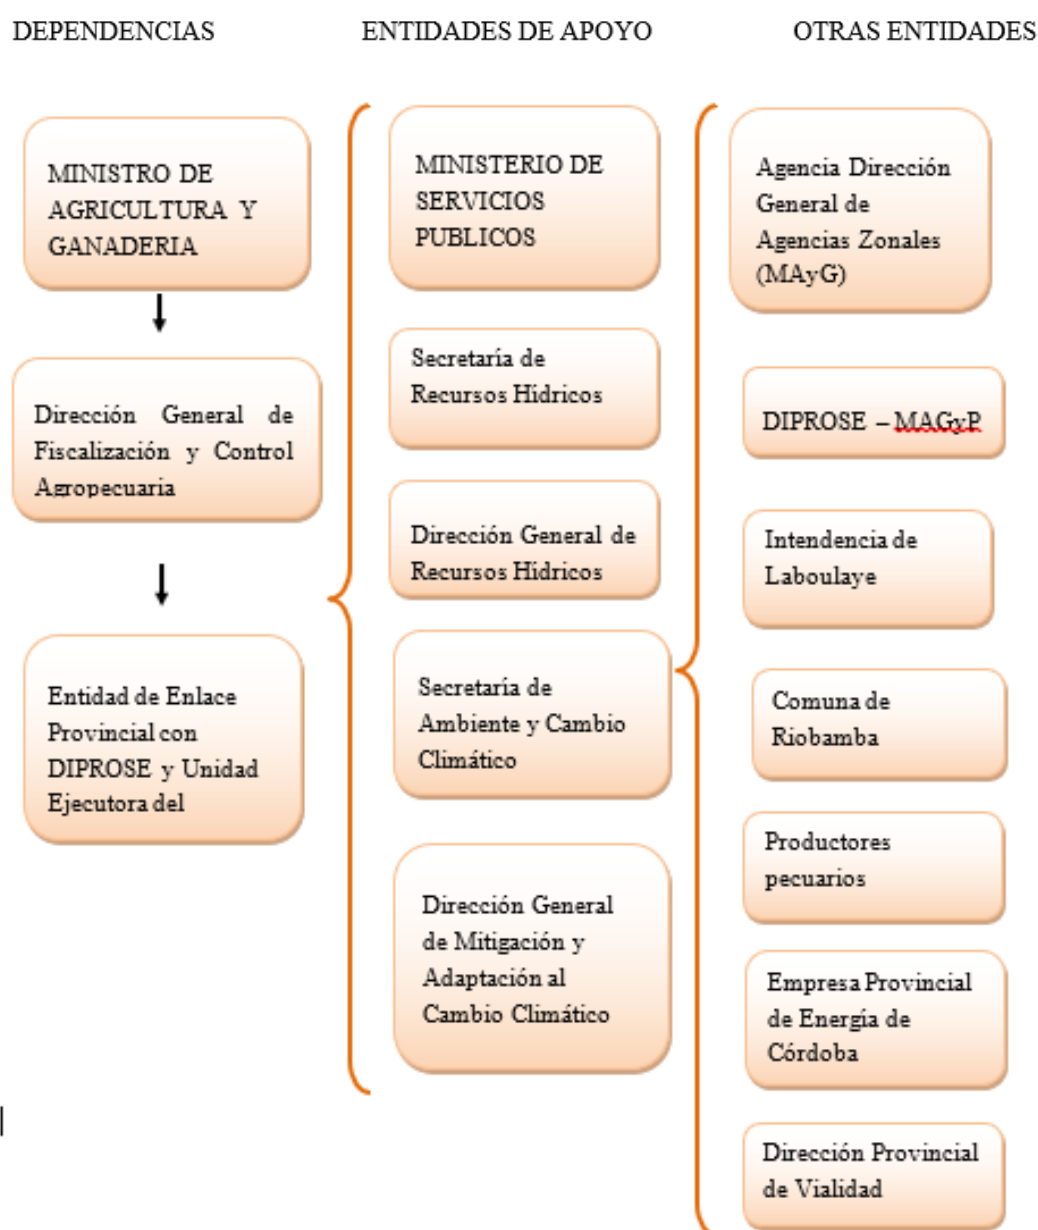 DEPENDENCIAS
ENTIDADES DE APOYO
OTRAS ENTIDADES
MINISTRO DE
AGRICULTURA Y
GANADERIA
Dirección General de
Fiscalización y Control
Agropecuaria
Entidad de Enlace
Provincial con
DIPROSE y Unidad
Ejecutora del
MINISTERIO DE
SERVICIOS
PUBLICOS
Secretaría de
Recursos Hídricos
Dirección General de
Recursos Hídricos
Secretaría de
Ambiente y Cambio
Climático
Dirección General
de Mitigación y
Adaptación al
Cambio Climático
Agencia Dirección
General de
Agencias Zonales
(MAyG)
DIPROSE – MAGyP
Intendencia de
Laboulaye
Comuna de
Riobamba
Productores
pecuarios
Empresa Provincial
de Energía de
Córdoba
Dirección Provincial
de Vialidad